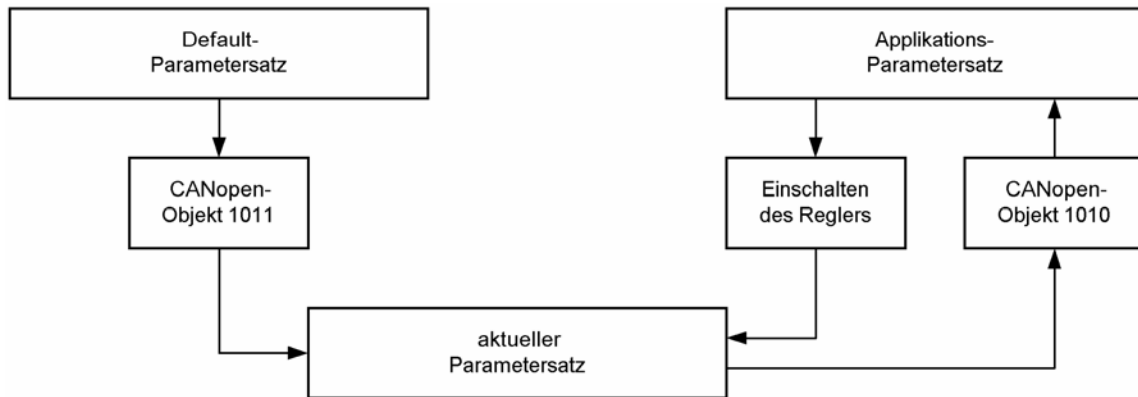 Default-
Parametersatz
Applikations-
Parametersatz
CANopen-
Objekt 1011
Einschalten
des Reglers
CANopen-
Objekt 1010
aktueller
Parametersatz